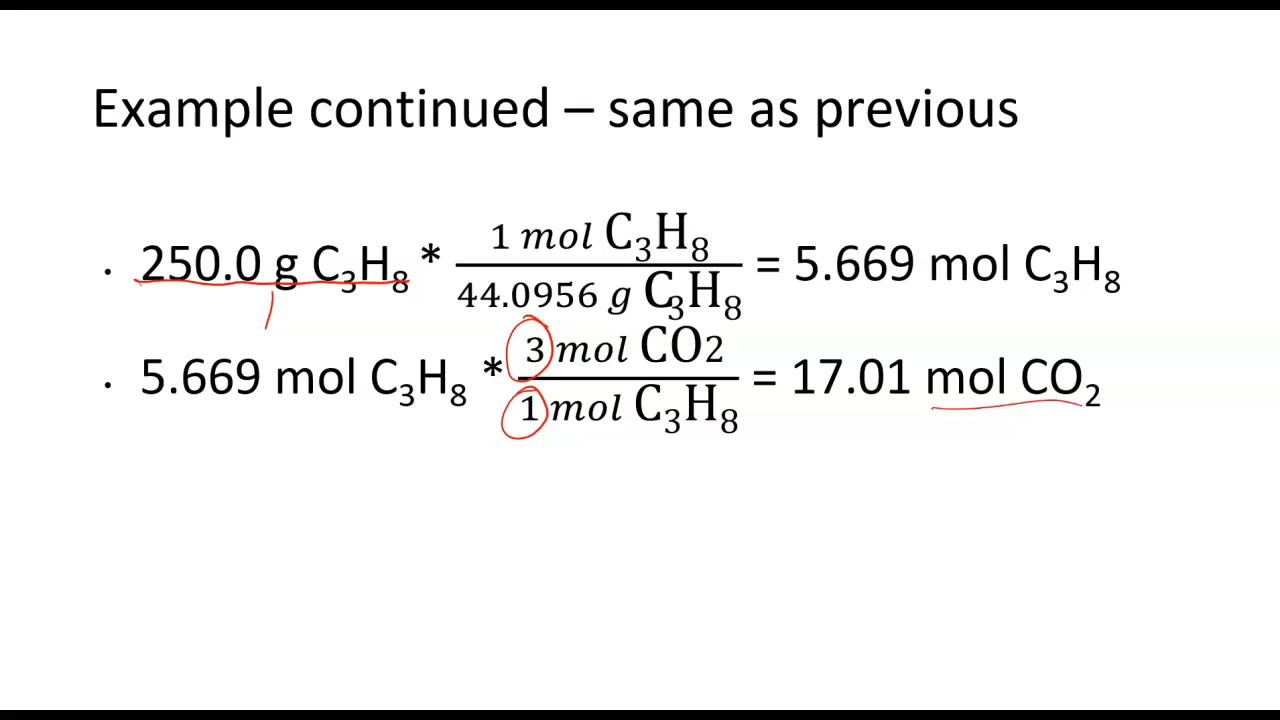 Example continued – same as previous
· 250.0 g C₃H₈ * 1 mol C₃H₈ / 44.0956 g C₃H₈ = 5.669 mol C₃H₈
· 5.669 mol C₃H₈ * 3 mol CO2 / 1 mol C₃H₈ = 17.01 mol CO₂